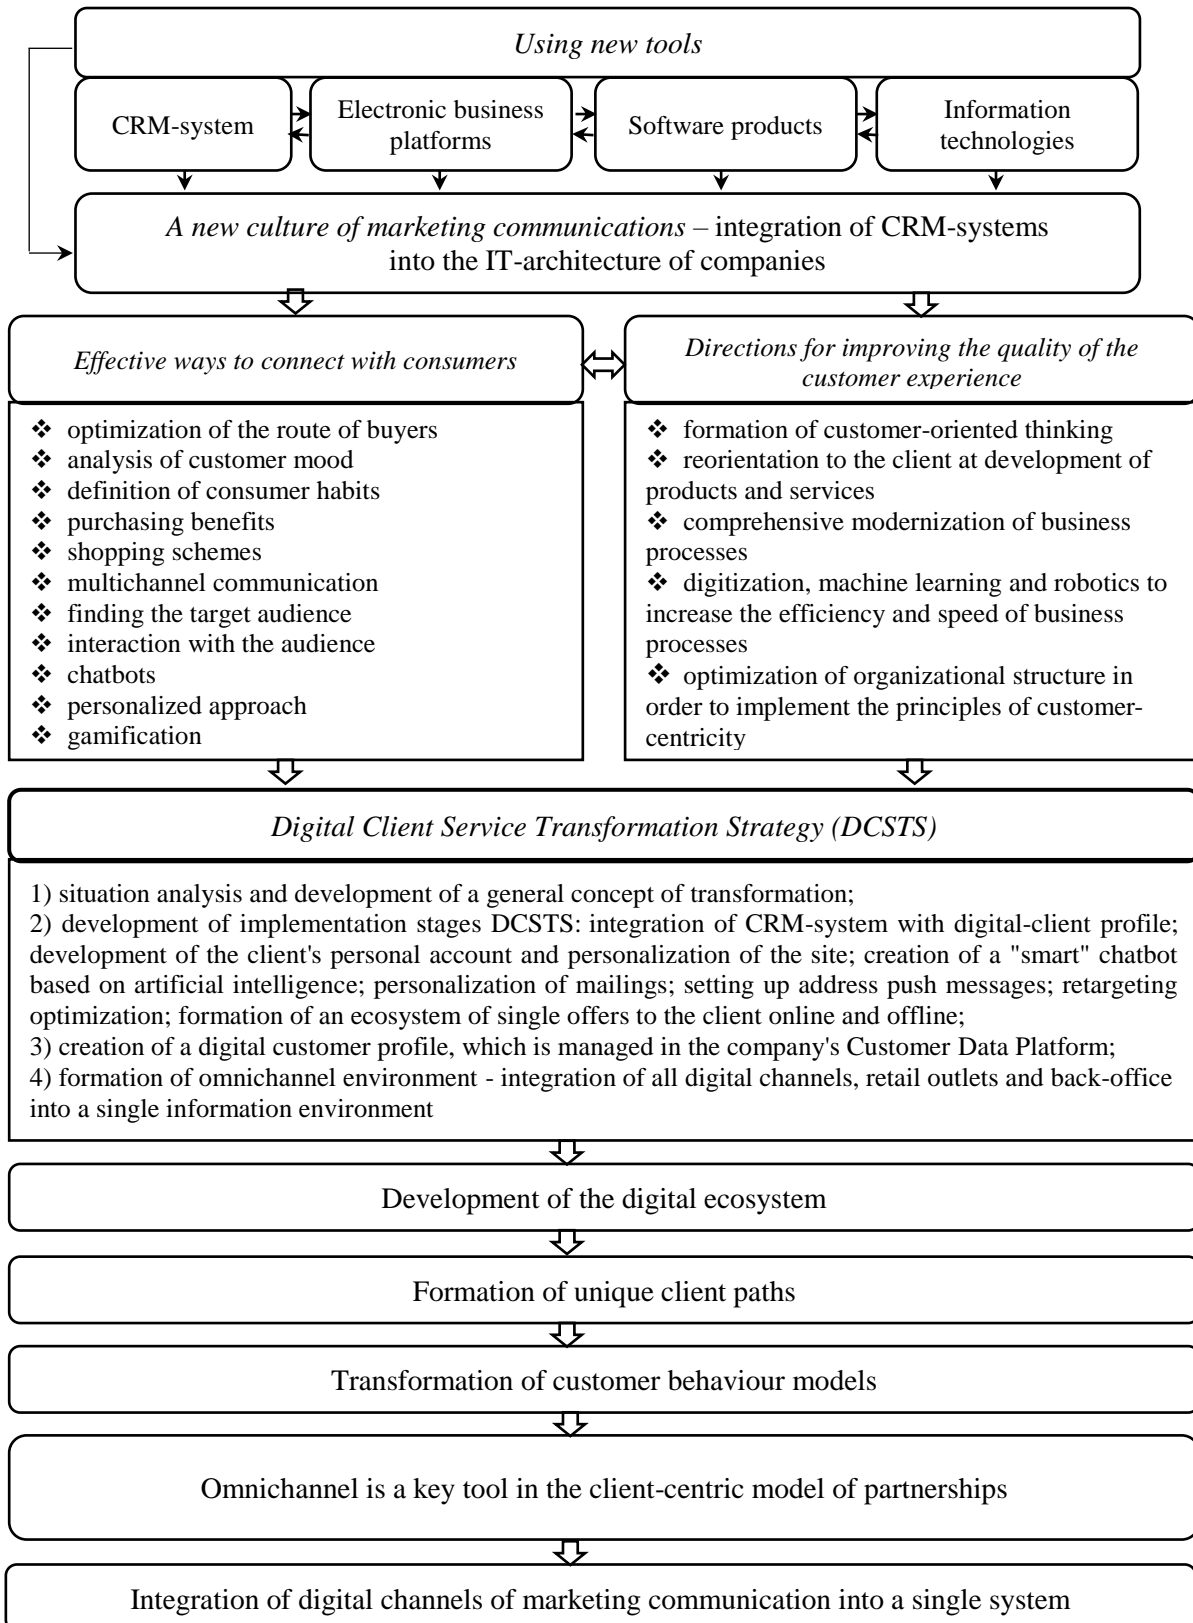 Using new tools
CRM-system
Electronic business
platforms
Software products
Information
technologies
A new culture of marketing communications – integration of CRM-systems
into the IT-architecture of companies
Effective ways to connect with consumers
Directions for improving the quality of the
customer experience
❖ optimization of the route of buyers
❖ analysis of customer mood
❖ definition of consumer habits
❖ purchasing benefits
❖ shopping schemes
❖ multichannel communication
❖ finding the target audience
❖ interaction with the audience
❖ chatbots
❖ personalized approach
❖ gamification
❖ formation of customer-oriented thinking
❖ reorientation to the client at development of
products and services
❖ comprehensive modernization of business
processes
❖ digitization, machine learning and robotics to
increase the efficiency and speed of business
processes
❖ optimization of organizational structure in
order to implement the principles of customer-
centricity
Digital Client Service Transformation Strategy (DCSTS)
1) situation analysis and development of a general concept of transformation;
2) development of implementation stages DCSTS: integration of CRM-system with digital-client profile;
development of the client's personal account and personalization of the site; creation of a "smart" chatbot
based on artificial intelligence; personalization of mailings; setting up address push messages; retargeting
optimization; formation of an ecosystem of single offers to the client online and offline;
3) creation of a digital customer profile, which is managed in the company's Customer Data Platform;
4) formation of omnichannel environment - integration of all digital channels, retail outlets and back-office
into a single information environment
Development of the digital ecosystem
Formation of unique client paths
Transformation of customer behaviour models
Omnichannel is a key tool in the client-centric model of partnerships
Integration of digital channels of marketing communication into a single system